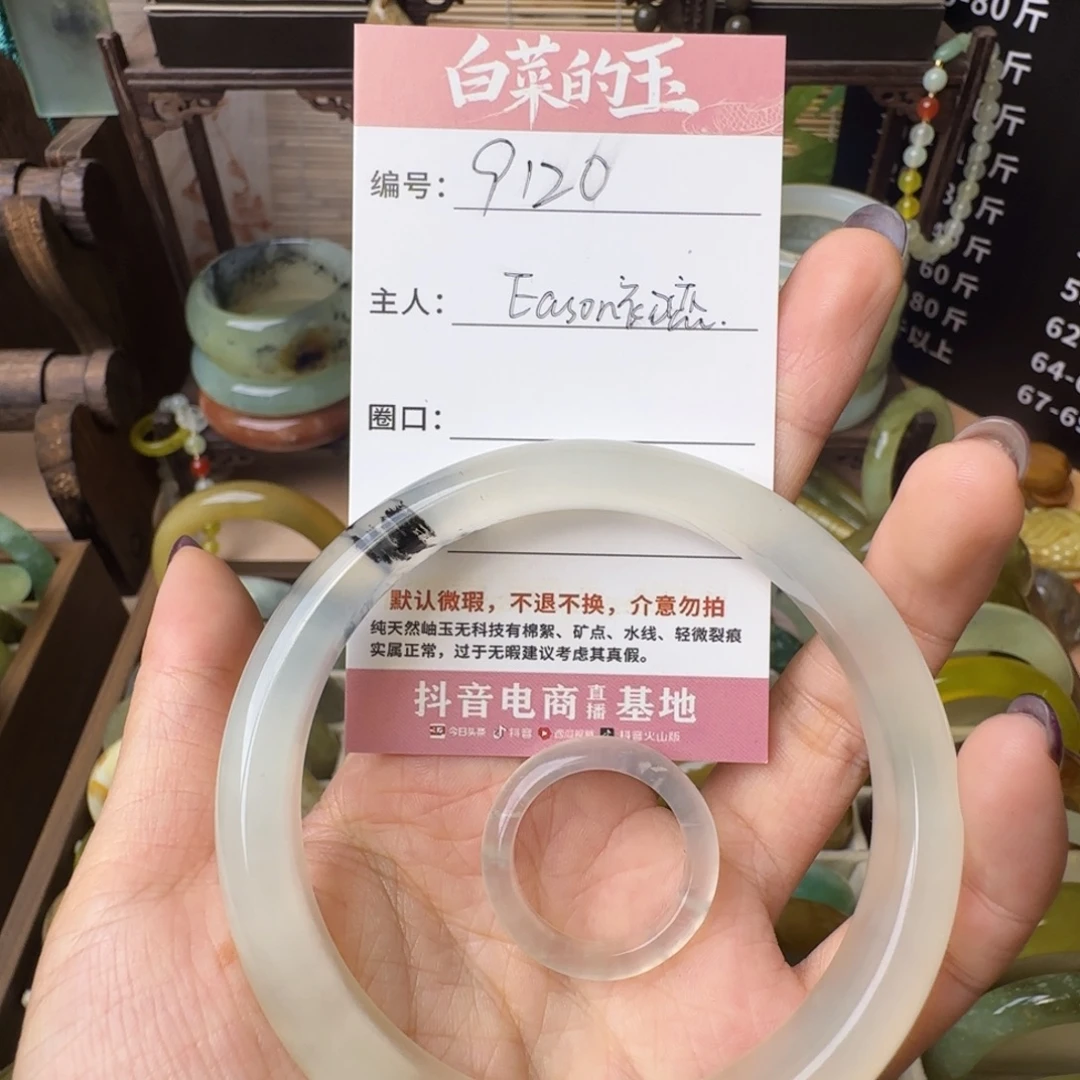 白菜的玉
编号：9120
主人：Eason
圈口：
默认微瑕，不退不换，介意勿拍
纯天然岫玉无科技有棉絮、矿点、水线、轻微裂痕
实属正常，过于无暇建议考虑其真假。
抖音电商直播基地
今日头条 抖音 西瓜视频 抖音火山版
-80斤
斤
斤
斤
斤
斤
60斤
80斤
以上
62
64-6
67-69